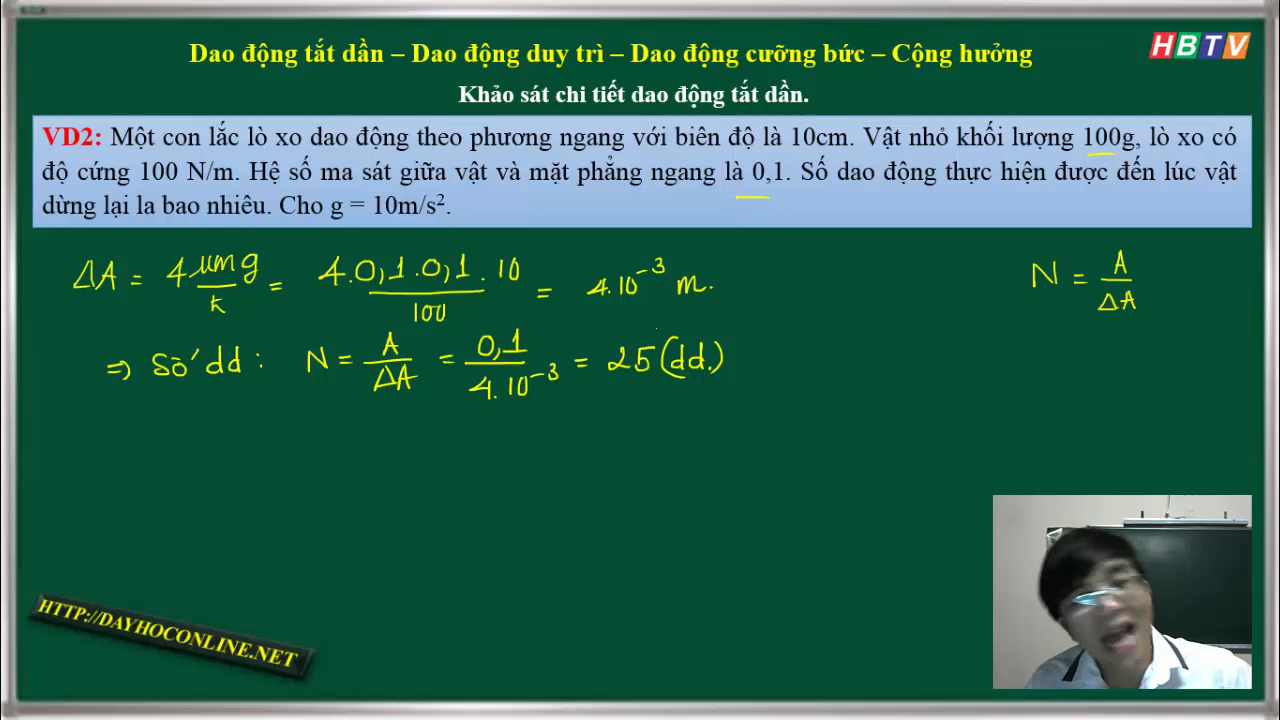 Dao động tắt dần – Dao động duy trì – Dao động cưỡng bức – Cộng hưởng
HBTV
Khảo sát chi tiết dao động tắt dần.
VD2: Một con lắc lò xo dao động theo phương ngang với biên độ là 10cm. Vật nhỏ khối lượng 100g, lò xo có
độ cứng 100 N/m. Hệ số ma sát giữa vật và mặt phẳng ngang là 0,1. Số dao động thực hiện được đến lúc vật
dừng lại la bao nhiêu. Cho g = 10m/s².
ΔA = 4 μmg/k = 4.0,1.0,1.10/100 = 4.10⁻³ m.
N = A/ΔA
⇒ Số dd : N = A/ΔA = 0,1/4.10⁻³ = 25 (dd.)
HTTP://DAYHOCONLINE.NET